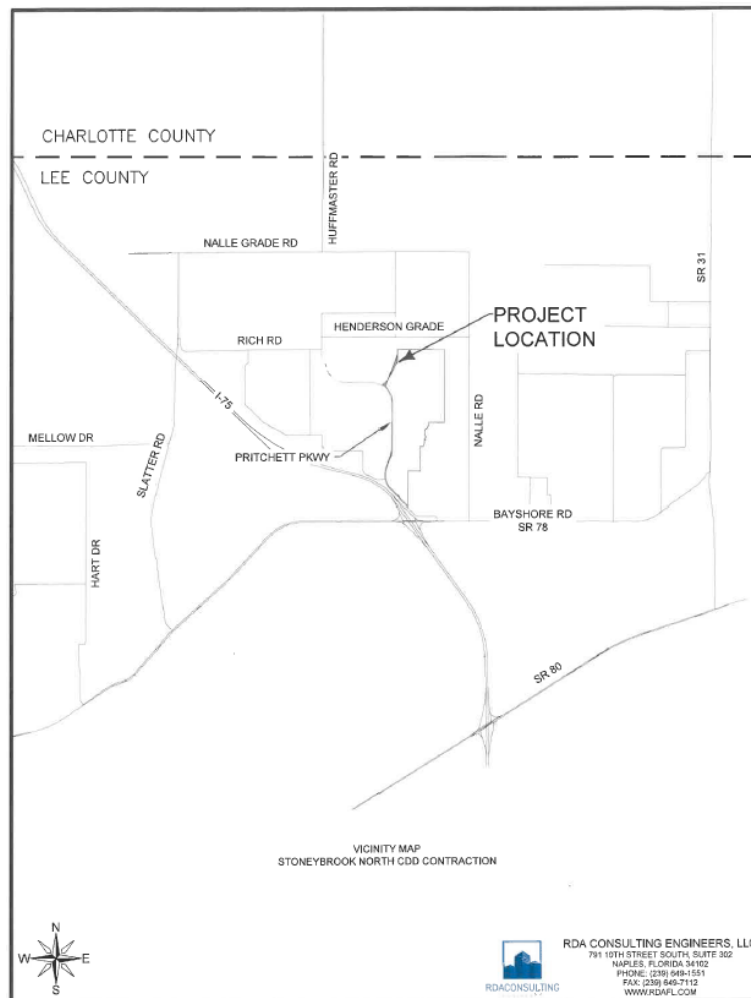 CHARLOTTE COUNTY
LEE COUNTY
HUFFMASTER RD
NALLE GRADE RD
SR 31
HENDERSON GRADE
PROJECT
LOCATION
RICH RD
I-75
NALLE RD
MELLOW DR
SLATTER RD
PRITCHETT PKWY
BAYSHORE RD
SR 78
HART DR
SR 80
VICINITY MAP
STONEYBROOK NORTH CDD CONTRACTION
N
W E
S
RDACONSULTING
RDA CONSULTING ENGINEERS, LLC
791 10TH STREET SOUTH, SUITE 302
NAPLES, FLORIDA 34102
PHONE: (239) 649-1551
FAX: (239) 649-7112
WWW.RDAFL.COM